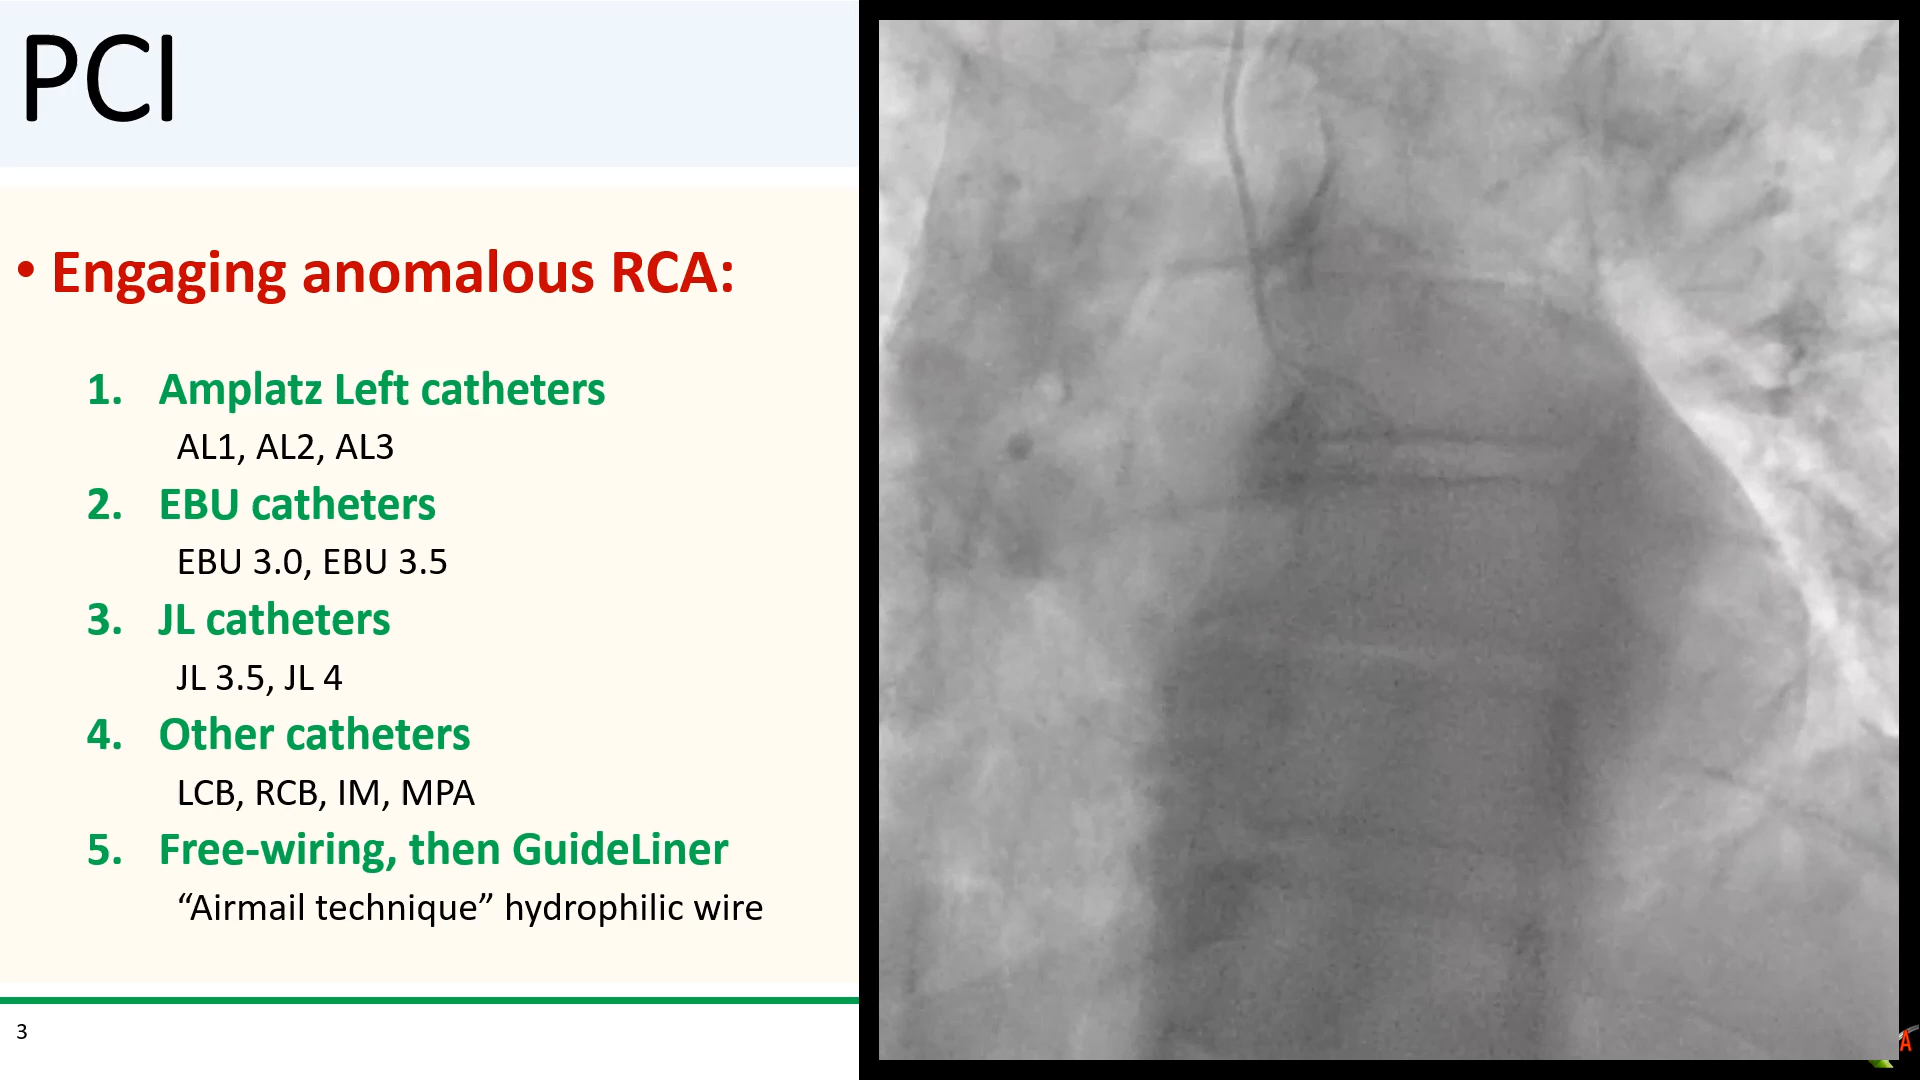 PCI
• Engaging anomalous RCA:
1. Amplatz Left catheters
AL1, AL2, AL3
2. EBU catheters
EBU 3.0, EBU 3.5
3. JL catheters
JL 3.5, JL 4
4. Other catheters
LCB, RCB, IM, MPA
5. Free-wiring, then GuideLiner
“Airmail technique” hydrophilic wire
3
A